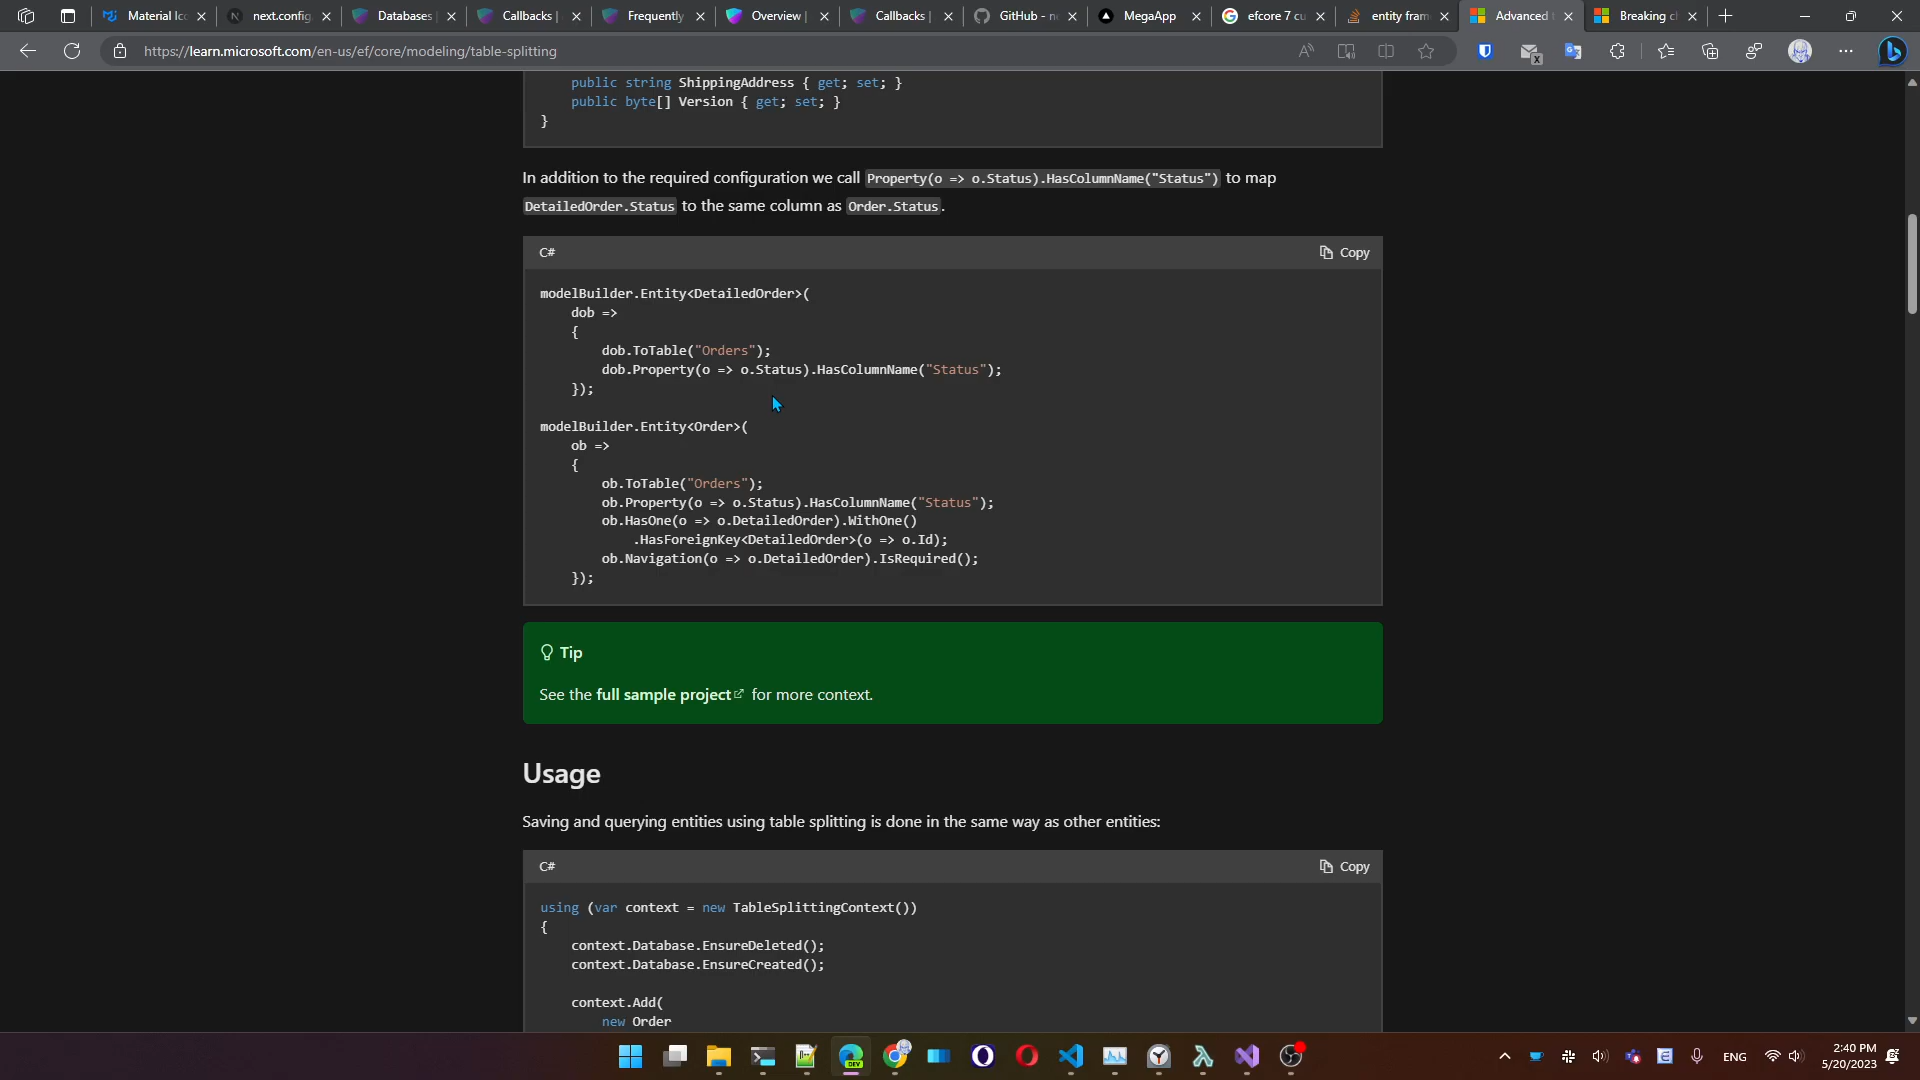 Material Ic
next.config.
Databases |
Callbacks |
Frequently
Overview |
Callbacks |
GitHub - ne
MegaApp
efcore 7 cu
entity fram
Advanced t
Breaking c
https://learn.microsoft.com/en-us/ef/core/modeling/table-splitting
public string ShippingAddress { get; set; }
public byte[] Version { get; set; }
}
In addition to the required configuration we call Property(o => o.Status).HasColumnName("Status") to map
DetailedOrder.Status to the same column as Order.Status.
C#
Copy
modelBuilder.Entity<DetailedOrder>(
dob =>
{
dob.ToTable("Orders");
dob.Property(o => o.Status).HasColumnName("Status");
});
modelBuilder.Entity<Order>(
ob =>
{
ob.ToTable("Orders");
ob.Property(o => o.Status).HasColumnName("Status");
ob.HasOne(o => o.DetailedOrder).WithOne()
.HasForeignKey<DetailedOrder>(o => o.Id);
ob.Navigation(o => o.DetailedOrder).IsRequired();
});
Tip
See the full sample project for more context.
Usage
Saving and querying entities using table splitting is done in the same way as other entities:
C#
Copy
using (var context = new TableSplittingContext())
{
context.Database.EnsureDeleted();
context.Database.EnsureCreated();
context.Add(
new Order
DEV
ENG
2:40 PM
5/20/2023